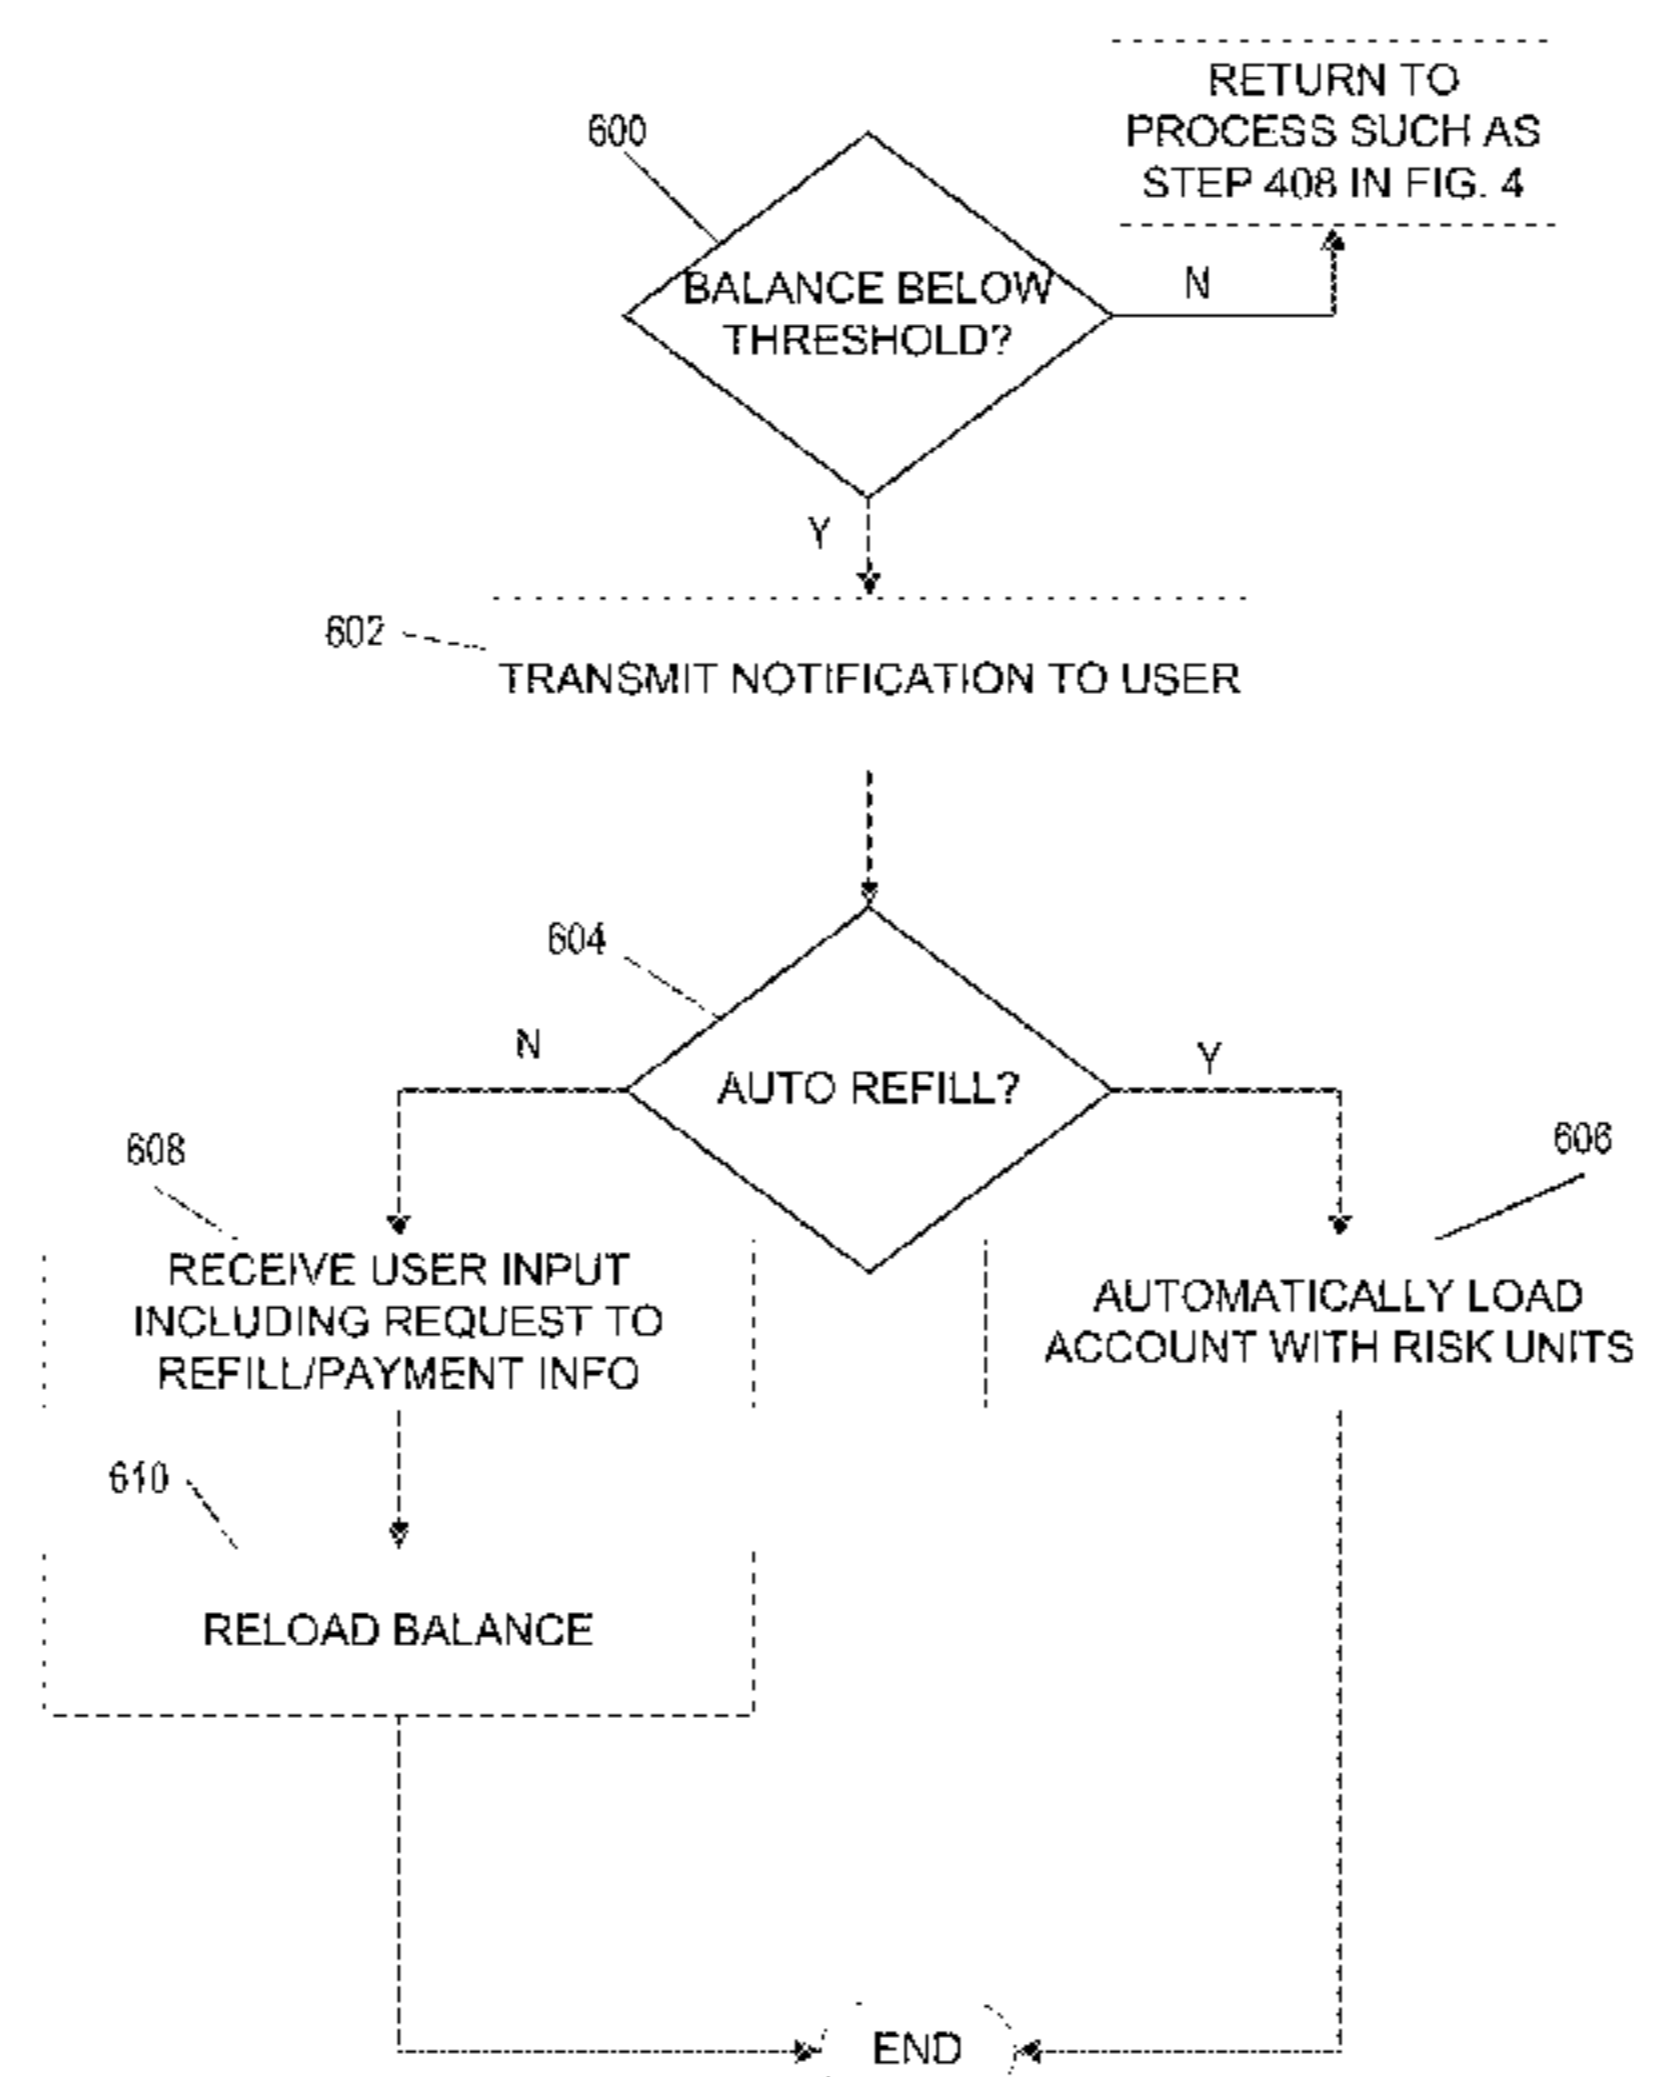 RETURN TO
PROCESS SUCH AS
STEP 408 IN FIG. 4
600
BALANCE BELOW
THRESHOLD?
N
Y
602
TRANSMIT NOTIFICATION TO USER
604
N
AUTO REFILL?
Y
608
606
RECEIVE USER INPUT
INCLUDING REQUEST TO
REFILL/PAYMENT INFO
AUTOMATICALLY LOAD
ACCOUNT WITH RISK UNITS
610
RELOAD BALANCE
END